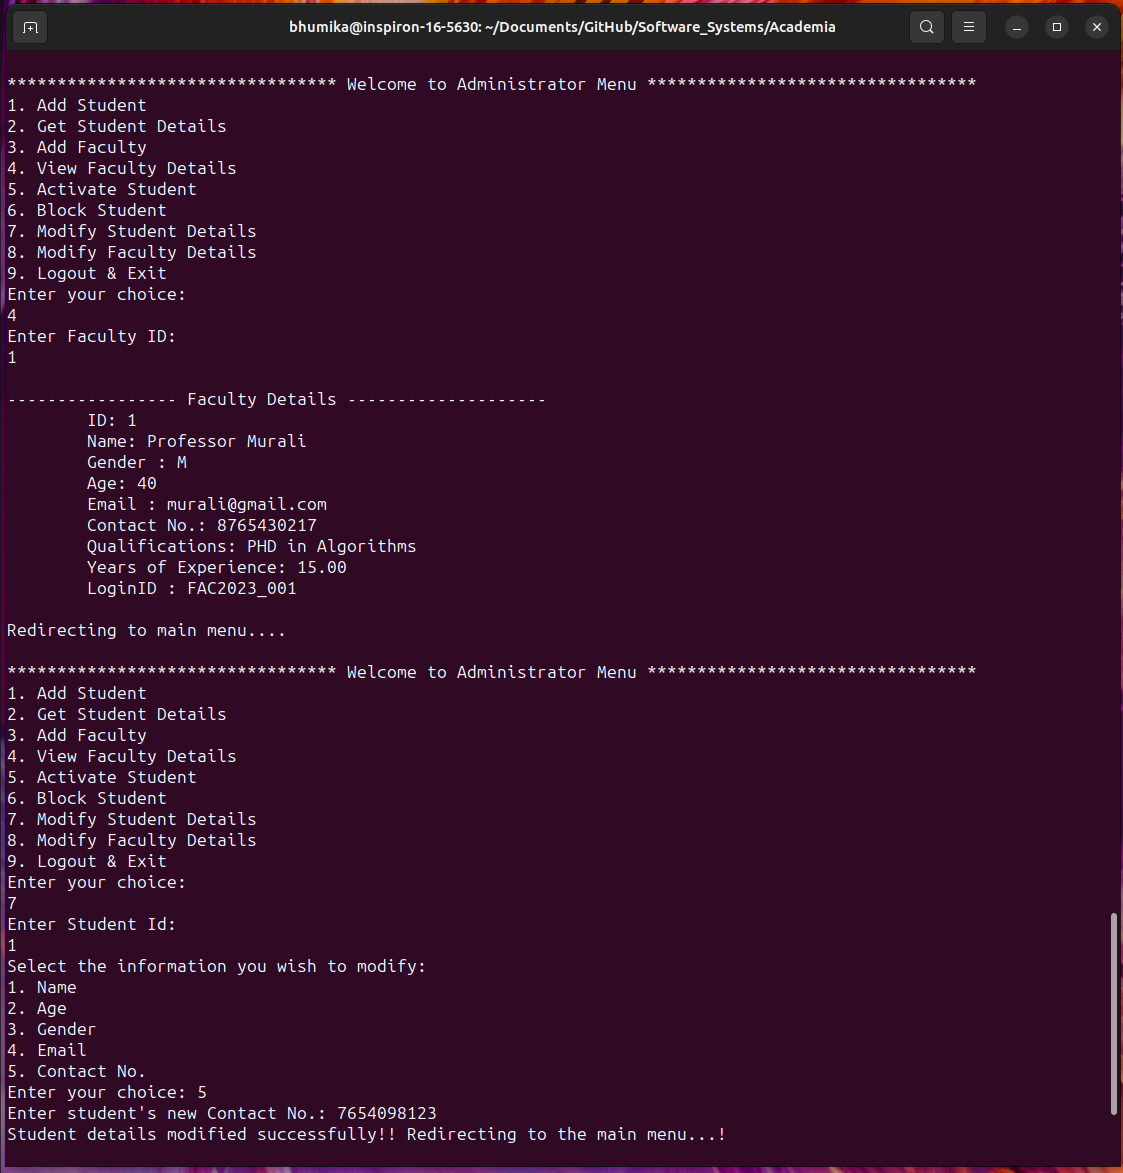 bhumika@inspiron-16-5630: ~/Documents/GitHub/Software_Systems/Academia
********************************* Welcome to Administrator Menu *********************************
1. Add Student
2. Get Student Details
3. Add Faculty
4. View Faculty Details
5. Activate Student
6. Block Student
7. Modify Student Details
8. Modify Faculty Details
9. Logout & Exit
Enter your choice:
4
Enter Faculty ID:
1
----------------- Faculty Details --------------------
ID: 1
Name: Professor Murali
Gender : M
Age: 40
Email : murali@gmail.com
Contact No.: 8765430217
Qualifications: PHD in Algorithms
Years of Experience: 15.00
LoginID : FAC2023_001
Redirecting to main menu....
********************************* Welcome to Administrator Menu *********************************
1. Add Student
2. Get Student Details
3. Add Faculty
4. View Faculty Details
5. Activate Student
6. Block Student
7. Modify Student Details
8. Modify Faculty Details
9. Logout & Exit
Enter your choice:
7
Enter Student Id:
1
Select the information you wish to modify:
1. Name
2. Age
3. Gender
4. Email
5. Contact No.
Enter your choice: 5
Enter student's new Contact No.: 7654098123
Student details modified successfully!! Redirecting to the main menu...!